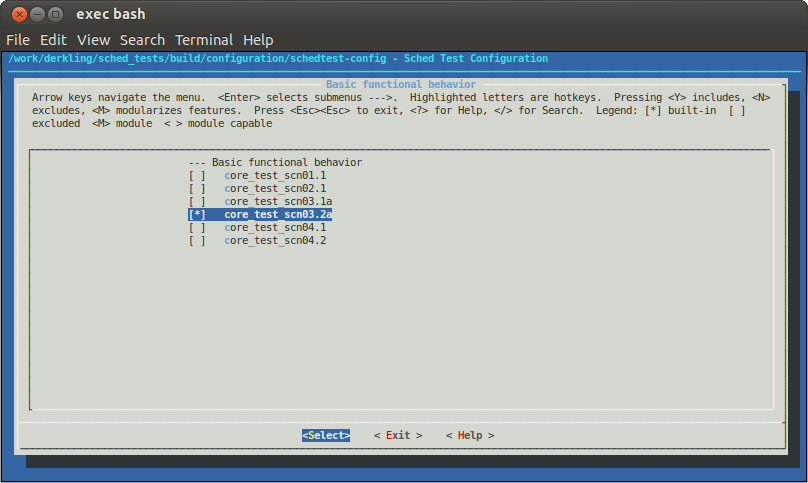 exec bash
File Edit View Search Terminal Help
/work/derkling/sched_tests/build/configuration/schedtest-config - Sched Test Configuration
Basic functional behavior
Arrow keys navigate the menu. <Enter> selects submenus --->. Highlighted letters are hotkeys. Pressing <Y> includes, <N>
excludes, <M> modularizes features. Press <Esc><Esc> to exit, <?> for Help, </> for Search. Legend: [*] built-in [ ]
excluded <M> module < > module capable
--- Basic functional behavior
[ ] core_test_scn01.1
[ ] core_test_scn02.1
[ ] core_test_scn03.1a
[*] core_test_scn03.2a
[ ] core_test_scn04.1
[ ] core_test_scn04.2
<Select> < Exit > < Help >